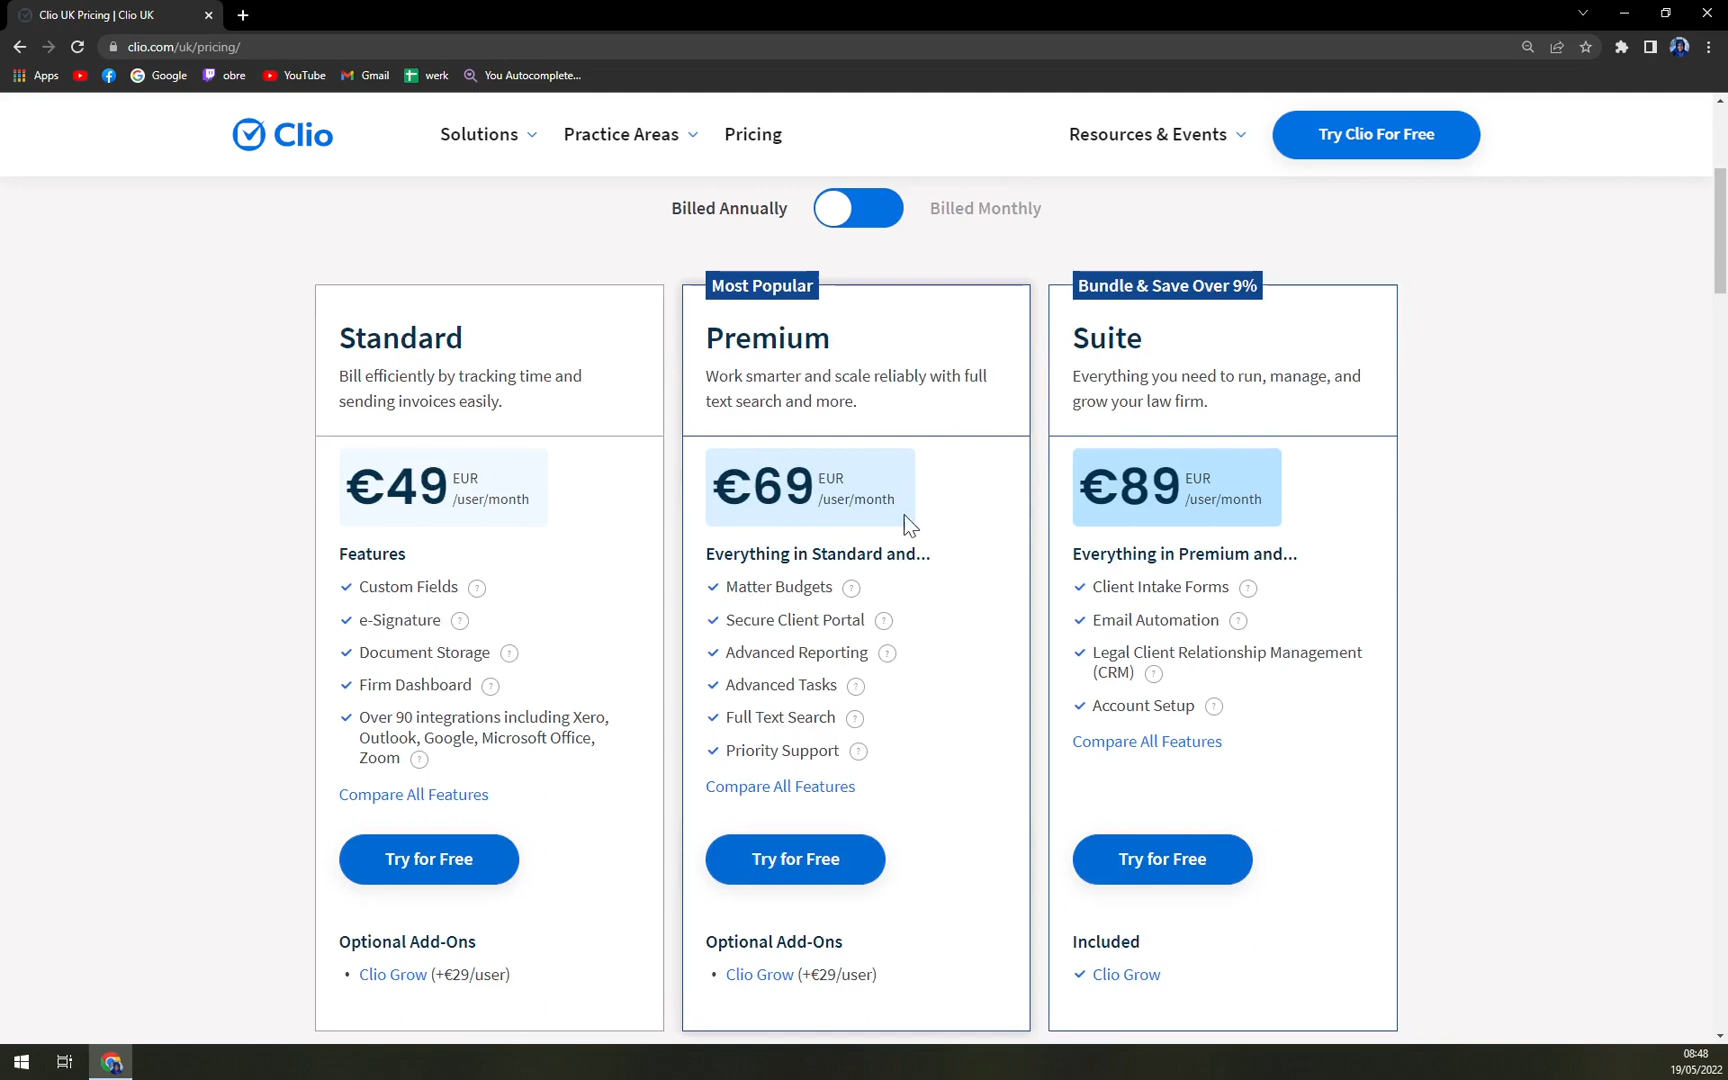 Clio UK Pricing | Clio UK
clio.com/uk/pricing/
Apps
Google
obre
YouTube
Gmail
werk
You Autocomplete...
Clio
Solutions
Practice Areas
Pricing
Resources & Events
Try Clio For Free
Billed Annually
Billed Monthly
Standard
Bill efficiently by tracking time and
sending invoices easily.
€49 EUR
/user/month
Features
Custom Fields ?
e-Signature ?
Document Storage ?
Firm Dashboard ?
Over 90 integrations including Xero,
Outlook, Google, Microsoft Office,
Zoom ?
Compare All Features
Try for Free
Optional Add-Ons
• Clio Grow (+€29/user)
Most Popular
Premium
Work smarter and scale reliably with full
text search and more.
€69 EUR
/user/month
Everything in Standard and...
Matter Budgets ?
Secure Client Portal ?
Advanced Reporting ?
Advanced Tasks ?
Full Text Search ?
Priority Support ?
Compare All Features
Try for Free
Optional Add-Ons
• Clio Grow (+€29/user)
Bundle & Save Over 9%
Suite
Everything you need to run, manage, and
grow your law firm.
€89 EUR
/user/month
Everything in Premium and...
Client Intake Forms ?
Email Automation ?
Legal Client Relationship Management
(CRM) ?
Account Setup ?
Compare All Features
Try for Free
Included
Clio Grow
08:48
19/05/2022